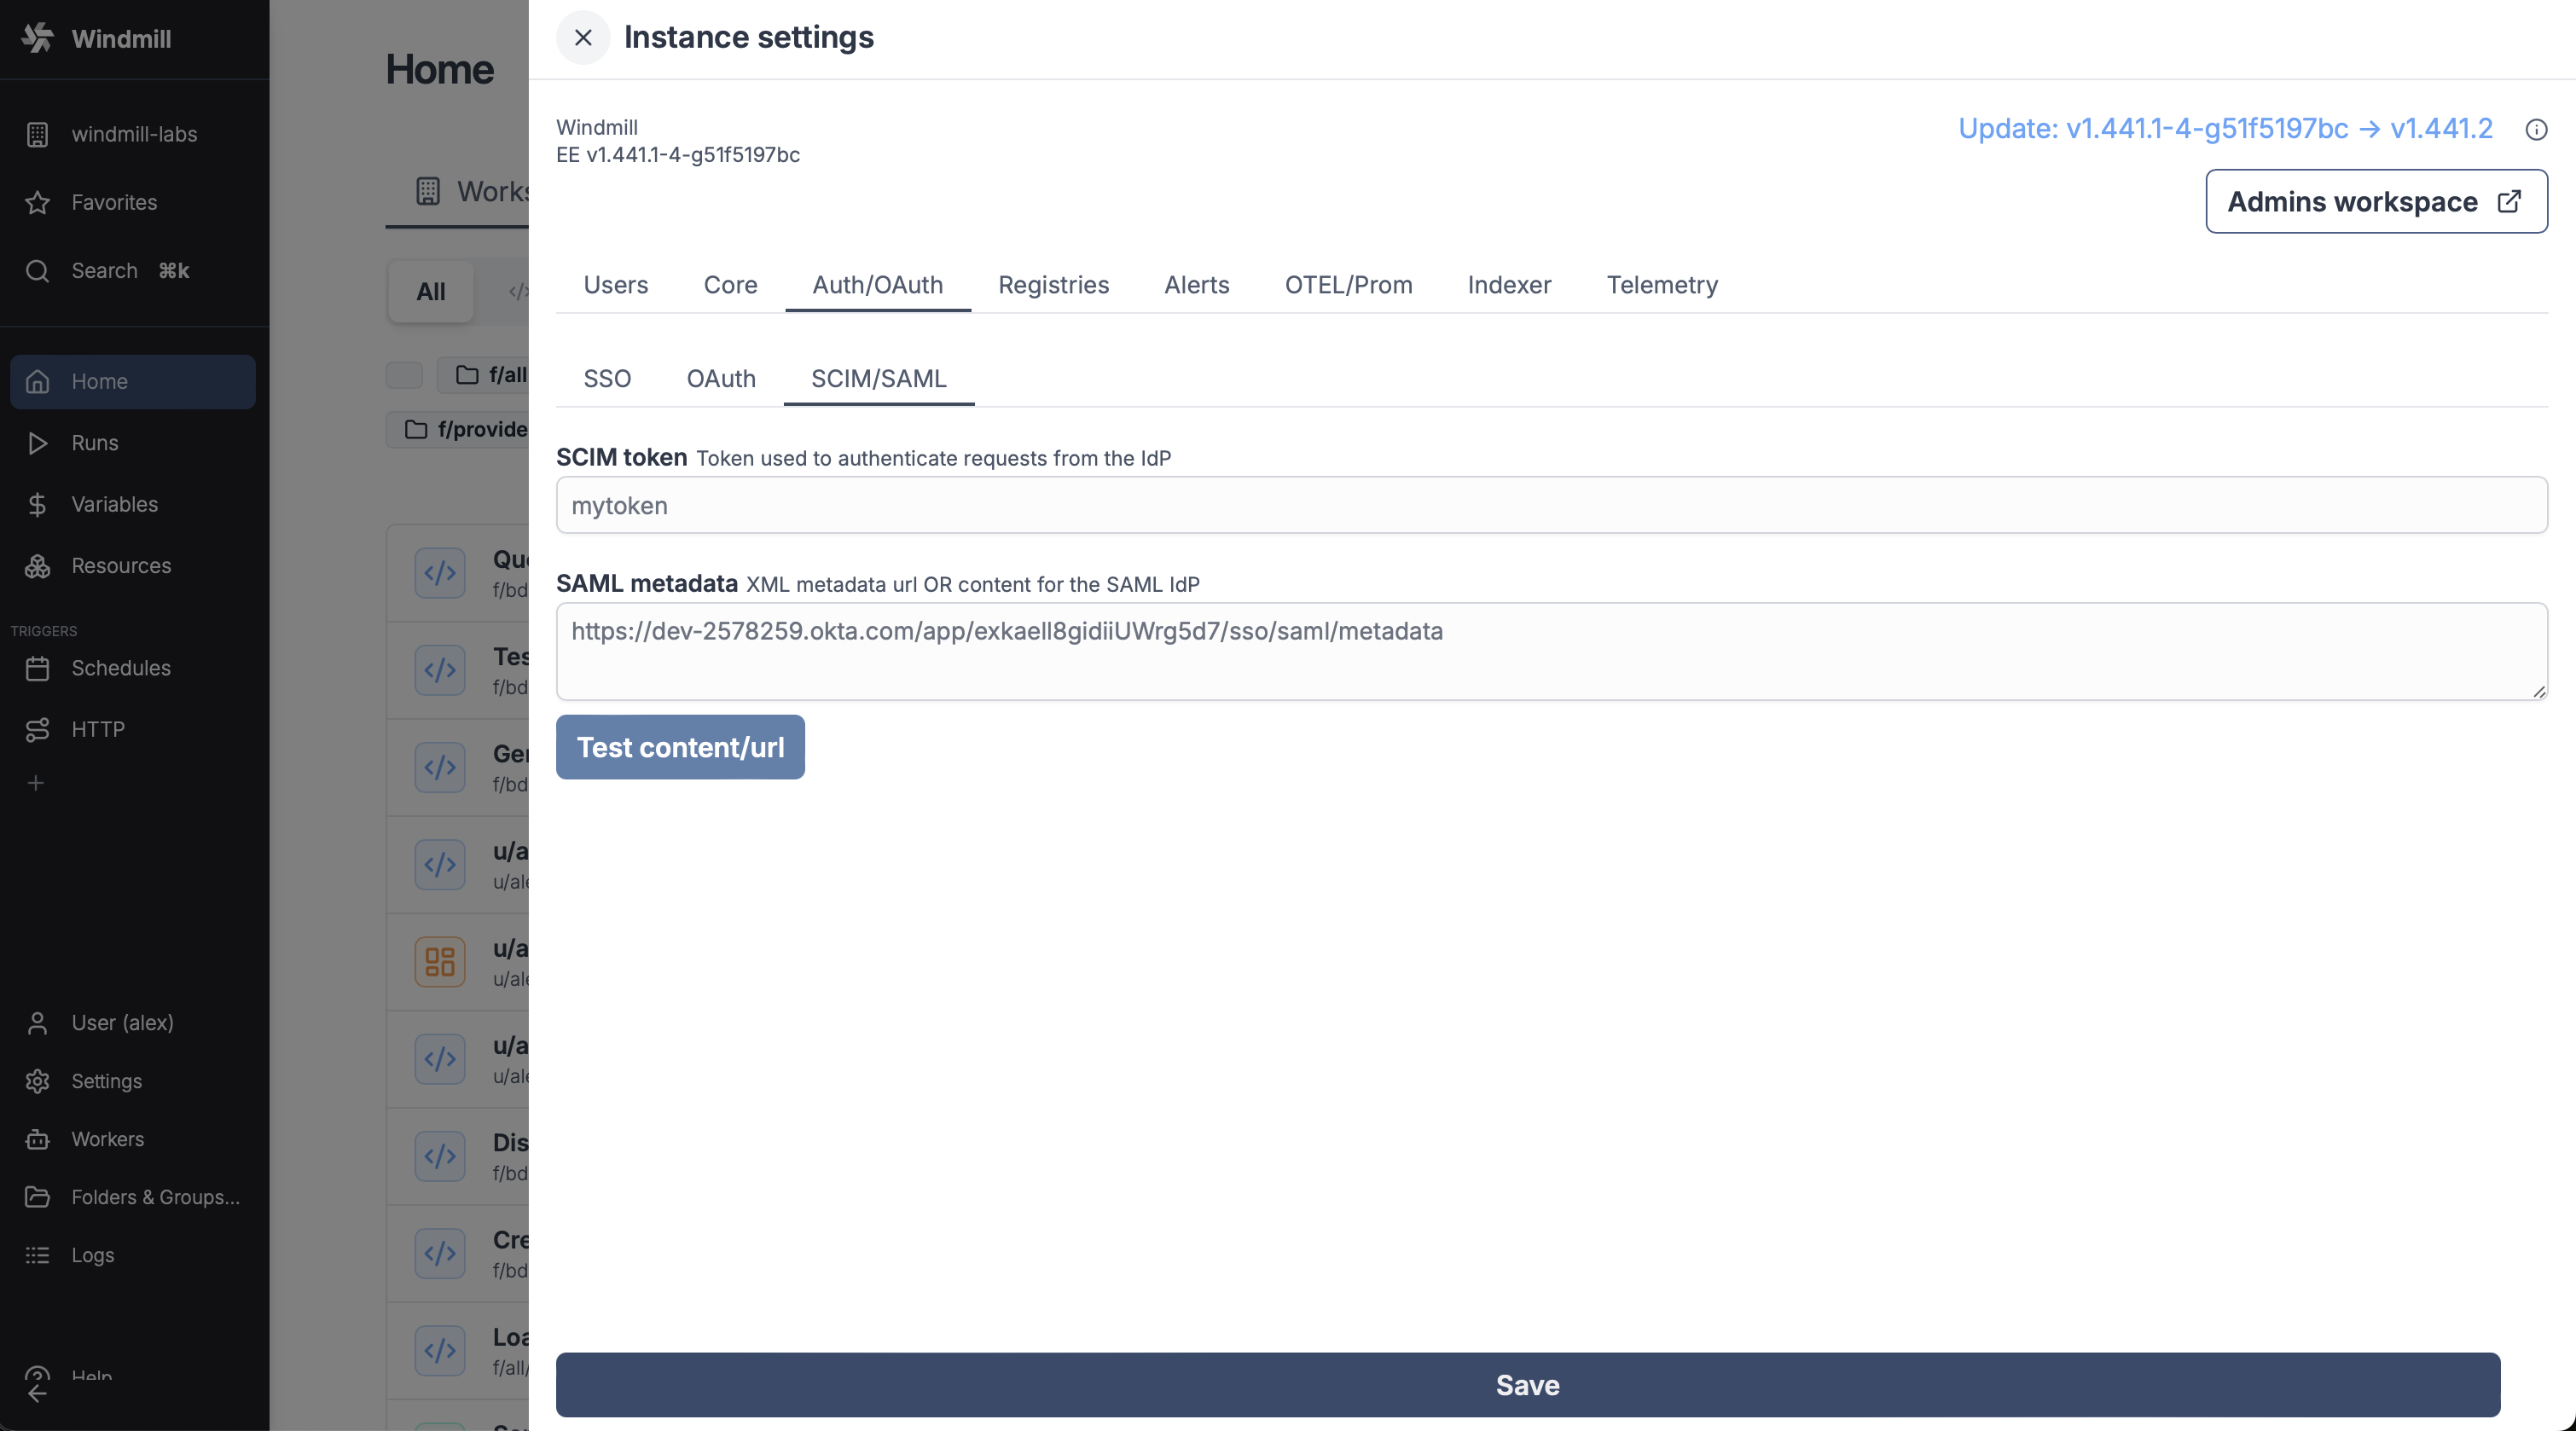 Windmill
windmill-labs
Favorites
Search ⌘k
Home
Runs
Variables
Resources
TRIGGERS
Schedules
HTTP
User (alex)
Settings
Workers
Folders & Groups...
Logs
Help
Home
Works
All
f/all
f/provide
Que
f/bd
Tes
f/bd
Ger
f/bd
u/a
u/ale
u/a
u/ale
u/a
u/ale
Dis
f/bd
Cre
f/bd
Loa
f/all/
Instance settings
Windmill
EE v1.441.1-4-g51f5197bc
Update: v1.441.1-4-g51f5197bc → v1.441.2
Admins workspace
Users Core Auth/OAuth Registries Alerts OTEL/Prom Indexer Telemetry
SSO OAuth SCIM/SAML
SCIM token Token used to authenticate requests from the IdP
mytoken
SAML metadata XML metadata url OR content for the SAML IdP
https://dev-2578259.okta.com/app/exkaell8gidiiUWrg5d7/sso/saml/metadata
Test content/url
Save